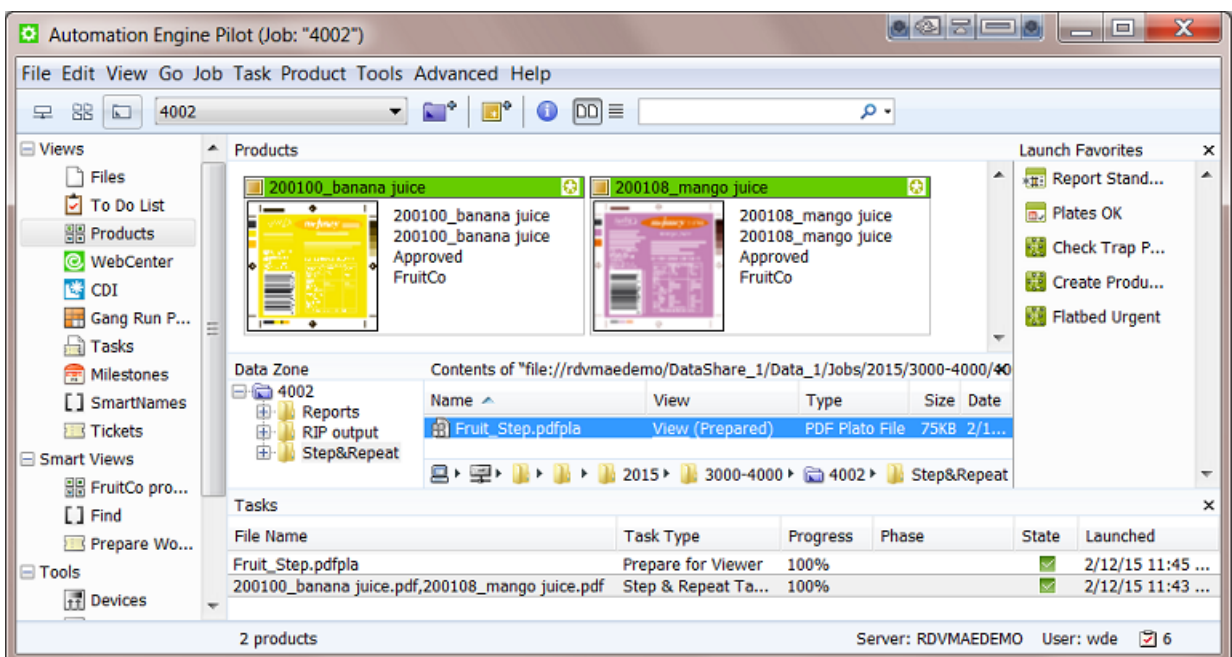 Automation Engine Pilot (Job: "4002")
File Edit View Go Job Task Product Tools Advanced Help
4002
Views
Files
To Do List
Products
WebCenter
CDI
Gang Run P...
Tasks
Milestones
SmartNames
Tickets
Smart Views
FruitCo pro...
Find
Prepare Wo...
Tools
Devices
Products
200100_banana juice
200100_banana juice
200100_banana juice
Approved
FruitCo
200108_mango juice
200108_mango juice
200108_mango juice
Approved
FruitCo
Launch Favorites
Report Stand...
Plates OK
Check Trap P...
Create Produ...
Flatbed Urgent
Data Zone
4002
Reports
RIP output
Step&Repeat
Contents of "file://rdvmaedemo/DataShare_1/Data_1/Jobs/2015/3000-4000/40
Name View Type Size Date
Fruit_Step.pdfpla View (Prepared) PDF Plato File 75KB 2/1...
2015 3000-4000 4002 Step&Repeat
Tasks
File Name Task Type Progress Phase State Launched
Fruit_Step.pdfpla Prepare for Viewer 100% 2/12/15 11:45 ...
200100_banana juice.pdf,200108_mango juice.pdf Step & Repeat Ta... 100% 2/12/15 11:43 ...
2 products Server: RDVMAEDEMO User: wde 6